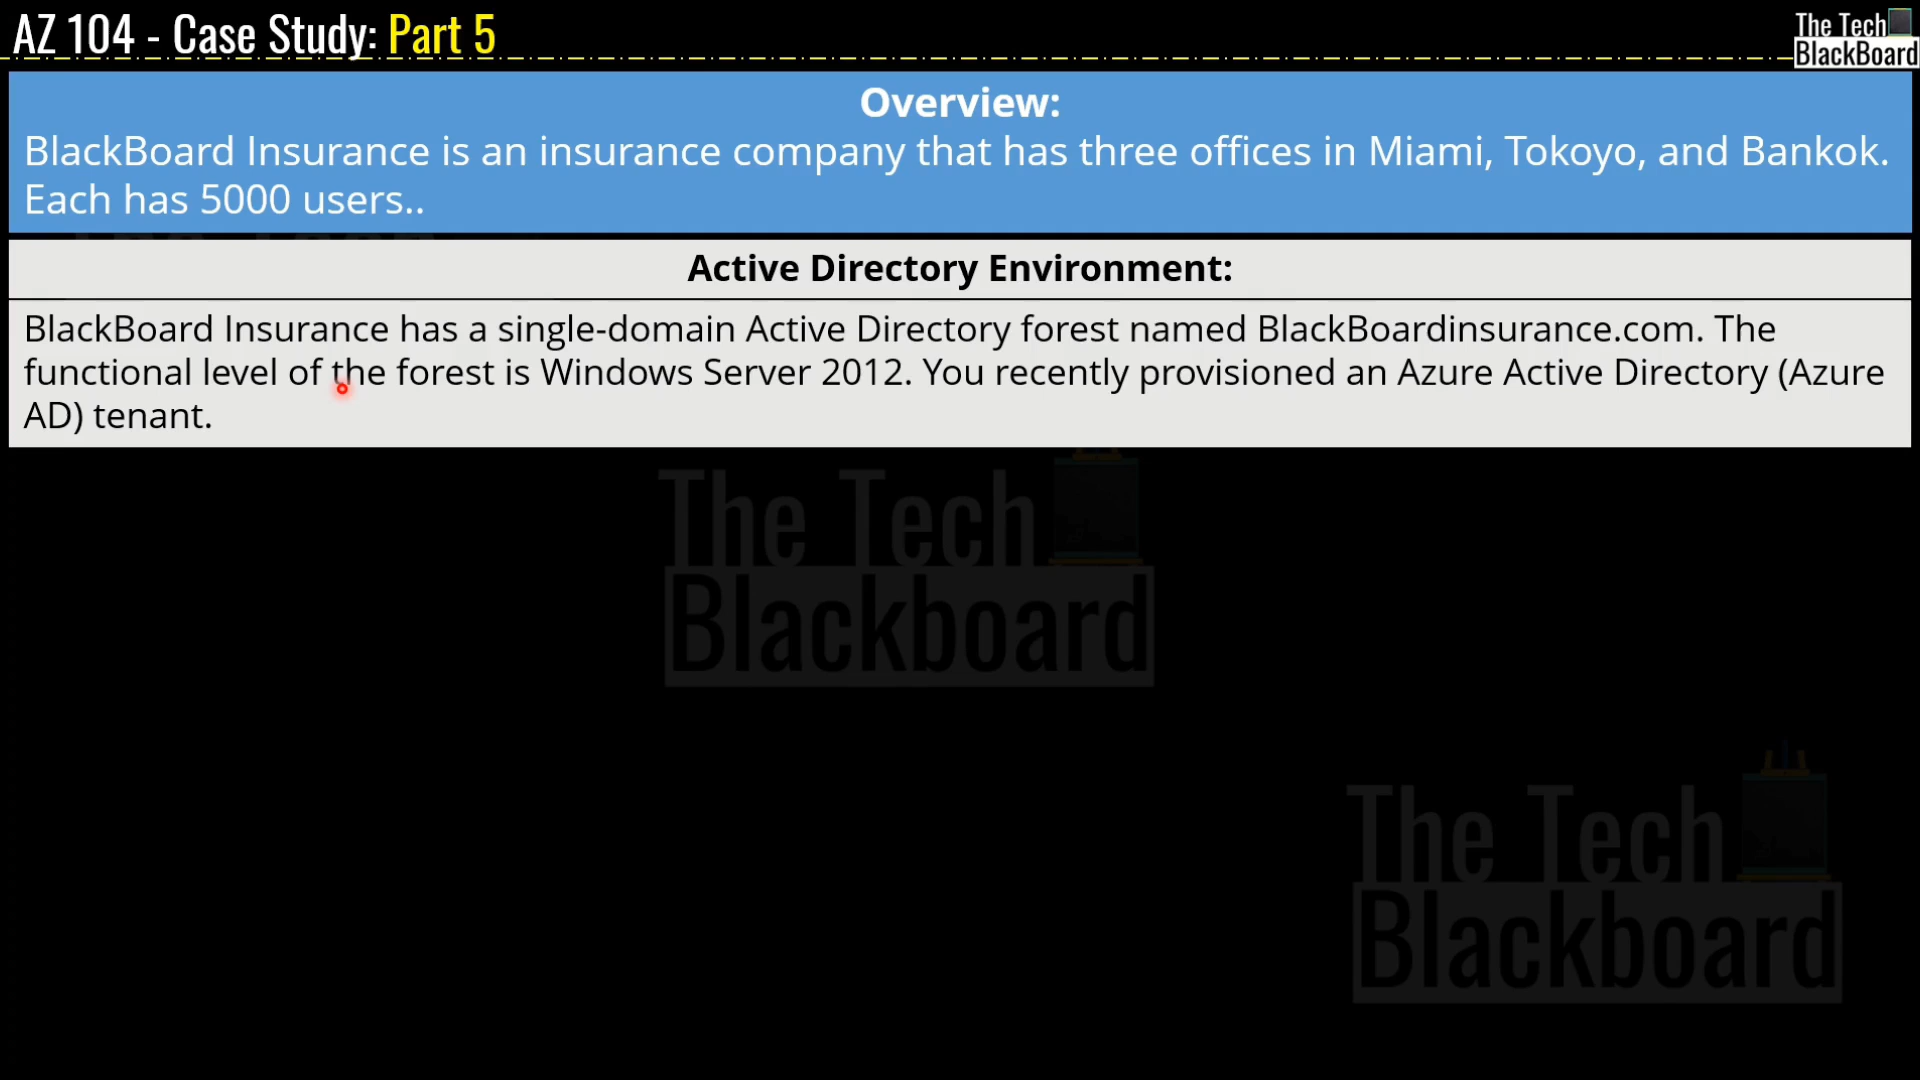 AZ 104 - Case Study: Part 5
The Tech
BlackBoard
Overview:
BlackBoard Insurance is an insurance company that has three offices in Miami, Tokoyo, and Bankok.
Each has 5000 users..
Active Directory Environment:
BlackBoard Insurance has a single-domain Active Directory forest named BlackBoardinsurance.com. The
functional level of the forest is Windows Server 2012. You recently provisioned an Azure Active Directory (Azure
AD) tenant.
The Tech
Blackboard
The Tech
Blackboard